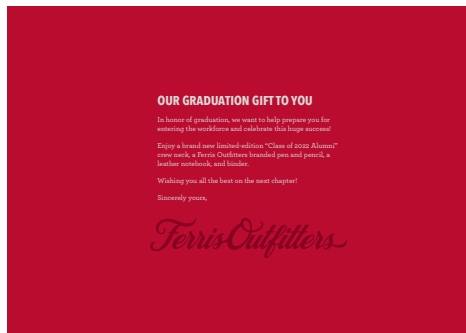 OUR GRADUATION GIFT TO YOU
In honor of graduation, we want to help prepare you for
entering the workforce and celebrate this huge success!
Enjoy a brand new limited-edition "Class of 2022 Alumni"
crew neck, a Ferris Outfitters branded pen and pencil, a
leather notebook, and binder.
Wishing you all the best on the next chapter!
Sincerely yours,
Ferris Outfitters